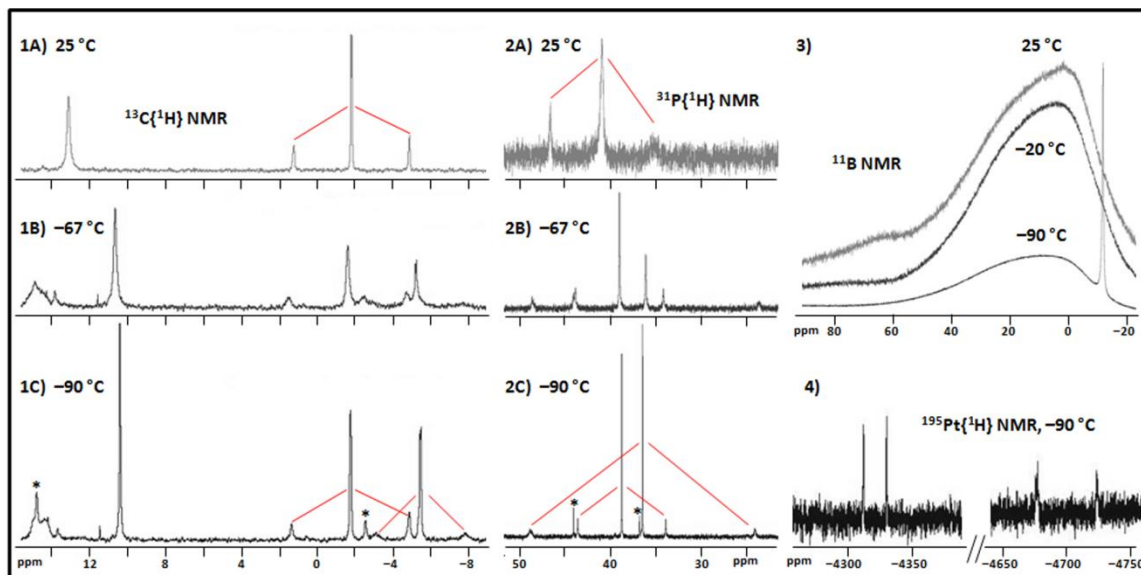 1A) 25 °C
¹³C{¹H} NMR
1B) −67 °C
1C) −90 °C
*
*
ppm 12 8 4 0 −4 −8
2A) 25 °C
³¹P{¹H} NMR
2B) −67 °C
2C) −90 °C
*
*
50 ppm 40 30 ppm
3)
25 °C
¹¹B NMR
−20 °C
−90 °C
ppm 80 60 40 20 0 −20
4)
¹⁹⁵Pt{¹H} NMR, −90 °C
ppm −4300 −4350 −4650 −4700 −4750